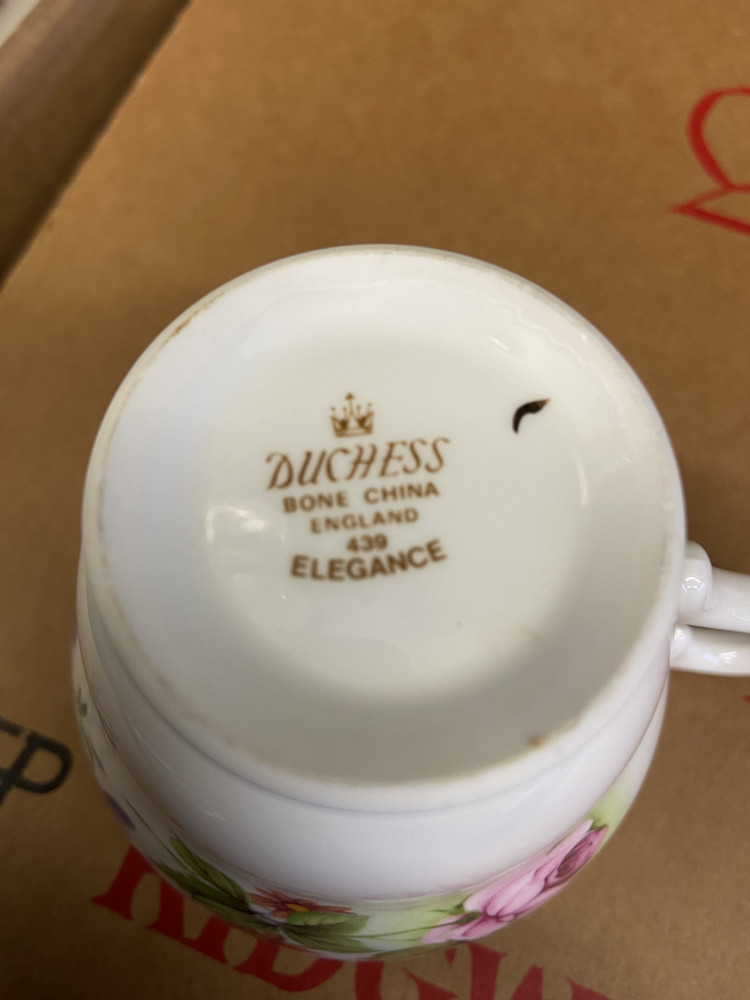 DUCHESS
BONE CHINA
ENGLAND
439
ELEGANCE